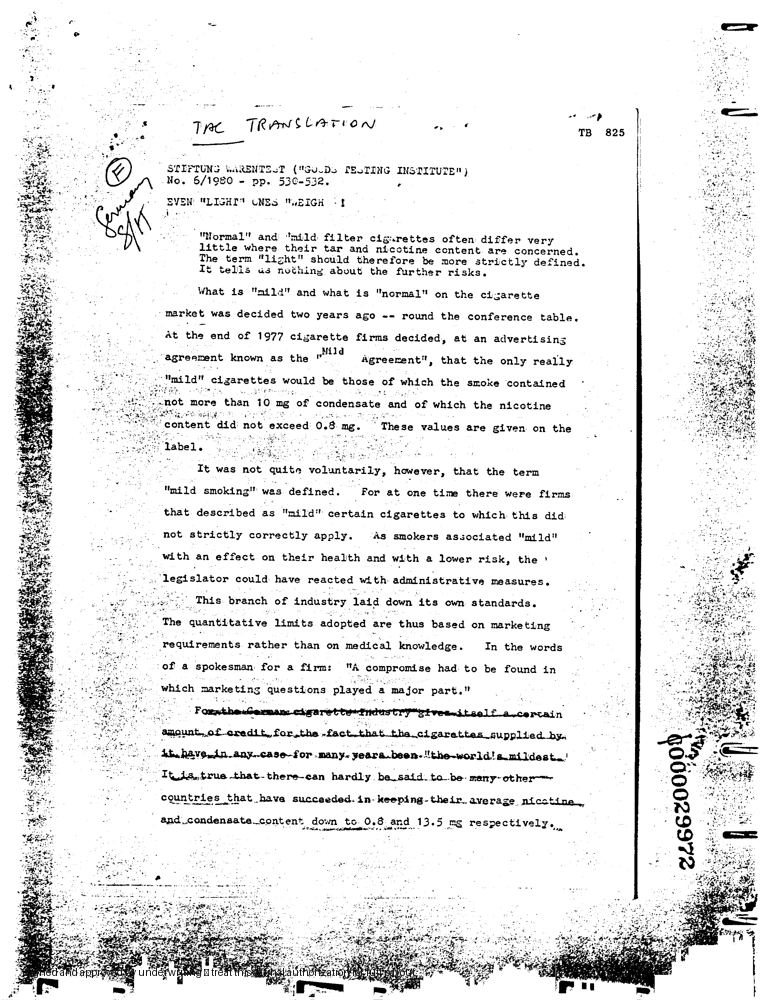 TAC TRANSLATION
TB 825
F
Germany
S/IT
STIFTUNG WARENTEST ("GOODS TESTING INSTITUTE")
No. 6/1980 - pp. 530-532.
EVEN "LIGHT" ONES "WEIGH
"Normal" and "mild filter cigarettes often differ very
little where their tar and nicotine content are concerned.
The term "light" should therefore be more strictly defined.
It tells us nothing about the further risks.
What is "mild" and what is "normal" on the cigarette
market was decided two years ago -- round the conference table.
At the end of 1977 cigarette firms decided, at an advertising
agreement known as the "Mild Agreement", that the only really
"mild" cigarettes would be those of which the smoke contained
not more than 10 mg of condensate and of which the nicotine
content did not exceed 0.8 mg. These values are given on the
label.
It was not quite voluntarily, however, that the term
"mild smoking" was defined. For at one time there were firms
that described as "mild" certain cigarettes to which this did
not strictly correctly apply. As smokers associated "mild"
with an effect on their health and with a lower risk, the
legislator could have reacted with administrative measures.
This branch of industry laid down its own standards.
The quantitative limits adopted are thus based on marketing
requirements rather than on medical knowledge. In the words
of a spokesman for a firm: "A compromise had to be found in
which marketing questions played a major part."
For the German cigarette industry gives itself a certain
amount of credit for the fact that the cigarettes supplied by
it have in any case for many years been "the world's mildest.'
It is true that there can hardly be said to be many other
countries that have succeeded in keeping their average nicotine
and condensate content down to 0.8 and 13.5 mg respectively.
000029972